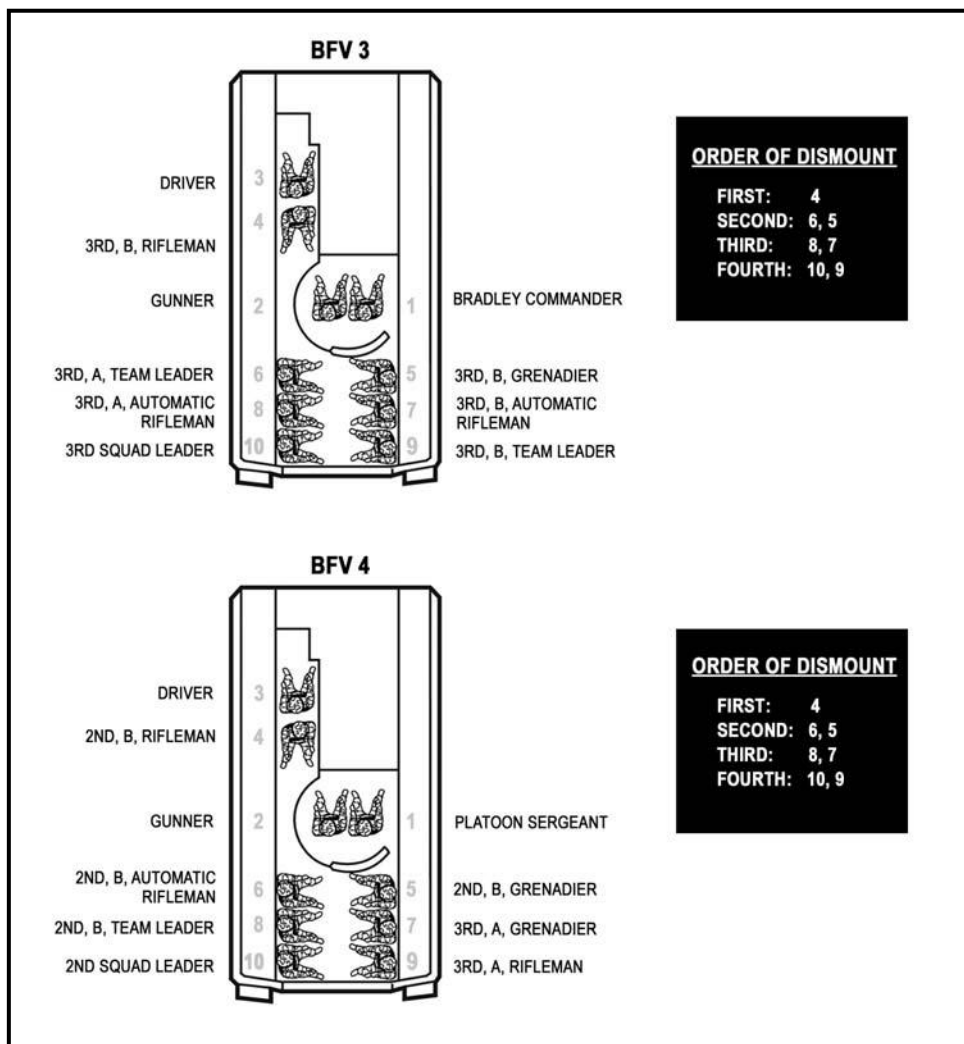 BFV 3
DRIVER
3
4
3RD, B, RIFLEMAN
GUNNER
2
1
BRADLEY COMMANDER
3RD, A, TEAM LEADER
6
5
3RD, B, GRENADIER
3RD, A, AUTOMATIC
RIFLEMAN
8
7
3RD, B, AUTOMATIC
RIFLEMAN
3RD SQUAD LEADER
10
9
3RD, B, TEAM LEADER
ORDER OF DISMOUNT
FIRST: 4
SECOND: 6, 5
THIRD: 8, 7
FOURTH: 10, 9
BFV 4
DRIVER
3
2ND, B, RIFLEMAN
4
GUNNER
2
1
PLATOON SERGEANT
2ND, B, AUTOMATIC
RIFLEMAN
6
5
2ND, B, GRENADIER
2ND, B, TEAM LEADER
8
7
3RD, A, GRENADIER
2ND SQUAD LEADER
10
9
3RD, A, RIFLEMAN
ORDER OF DISMOUNT
FIRST: 4
SECOND: 6, 5
THIRD: 8, 7
FOURTH: 10, 9